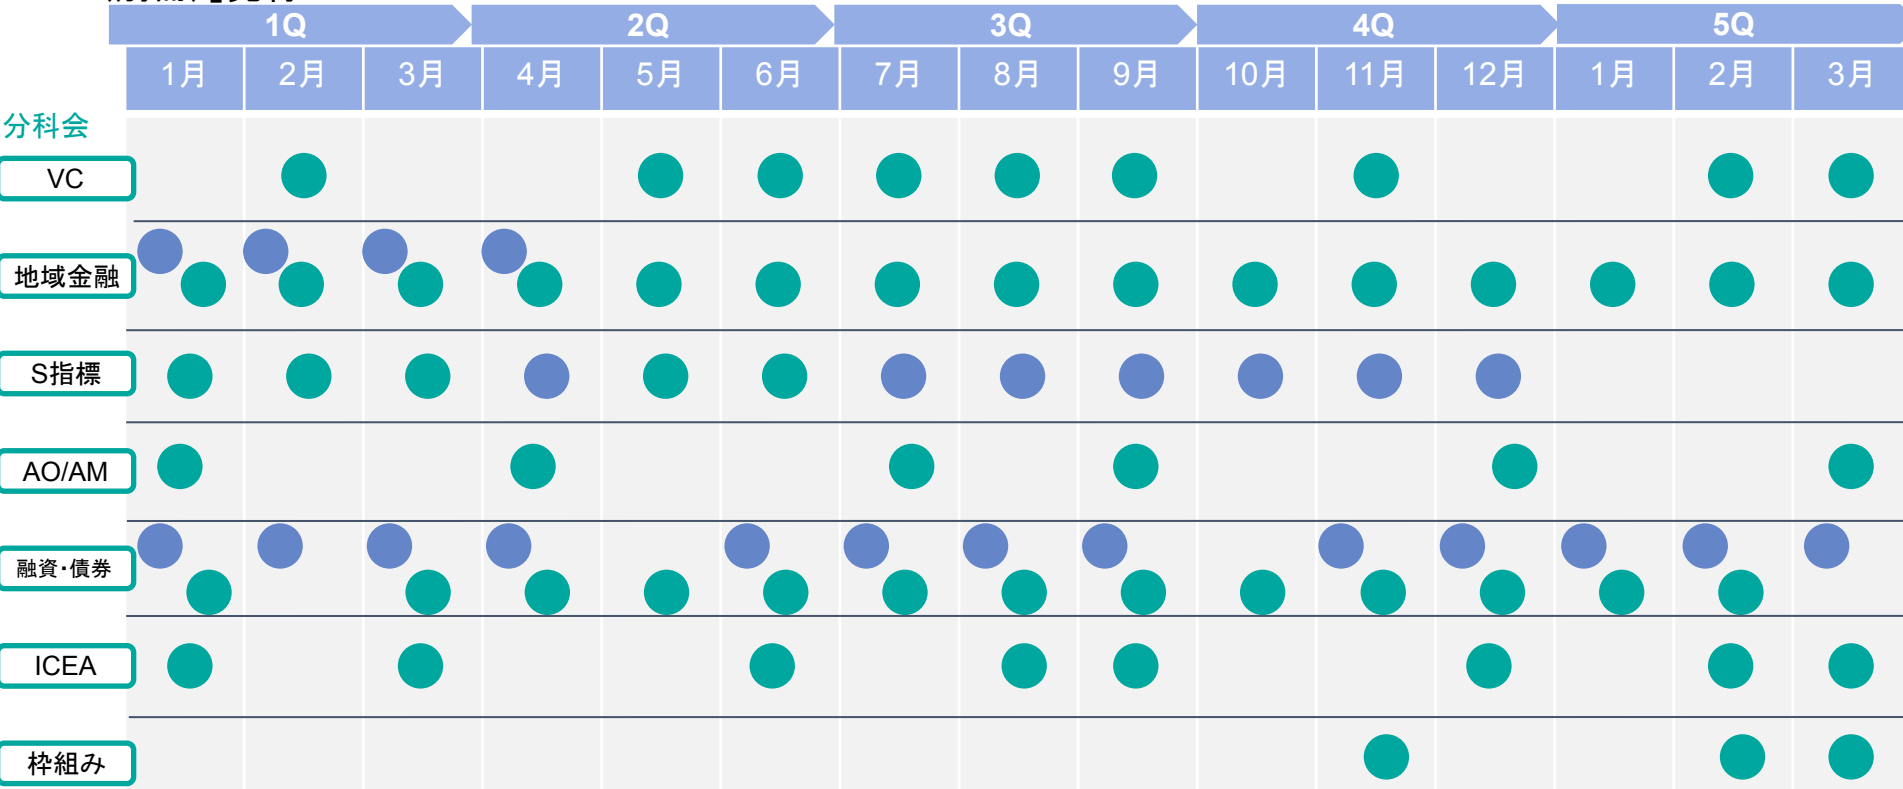 1Q 2Q 3Q 4Q 5Q
1月 2月 3月 4月 5月 6月 7月 8月 9月 10月 11月 12月 1月 2月 3月
分科会
VC
地域金融
S指標
AO/AM
融資・債券
ICEA
枠組み